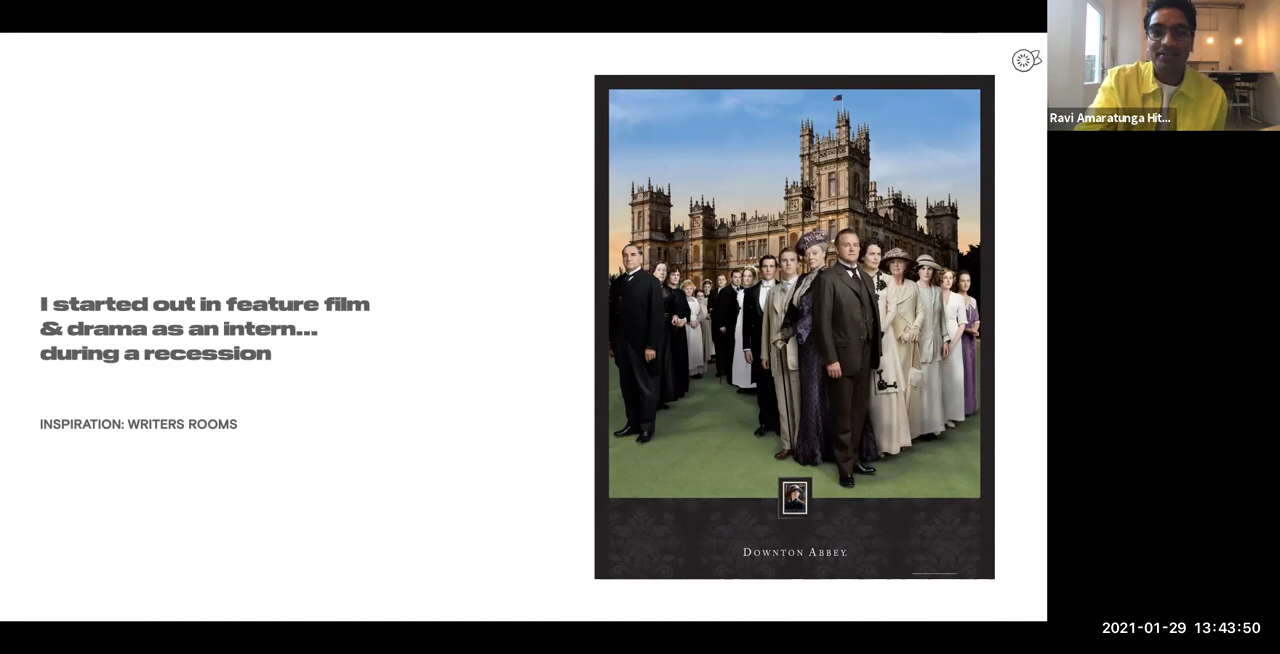 I started out in feature film
& drama as an intern...
during a recession
INSPIRATION: WRITERS ROOMS
DOWNTON ABBEY
Ravi Amaratunga Hit...
2021-01-29 13:43:50